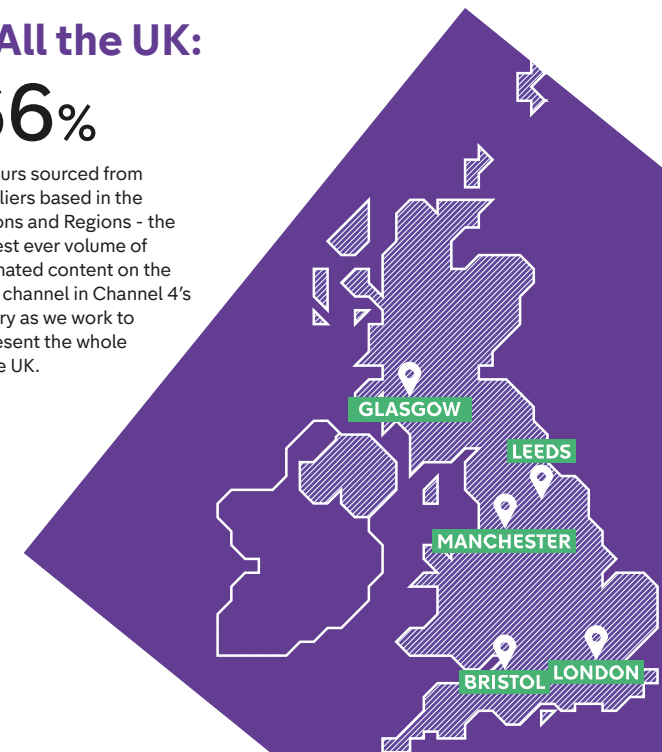 All the UK:
6%
urs sourced from
liers based in the
ons and Regions - the
est ever volume of
nated content on the
channel in Channel 4's
ry as we work to
esent the whole
e UK.
GLASGOW
LEEDS
MANCHESTER
BRISTOL
LONDON